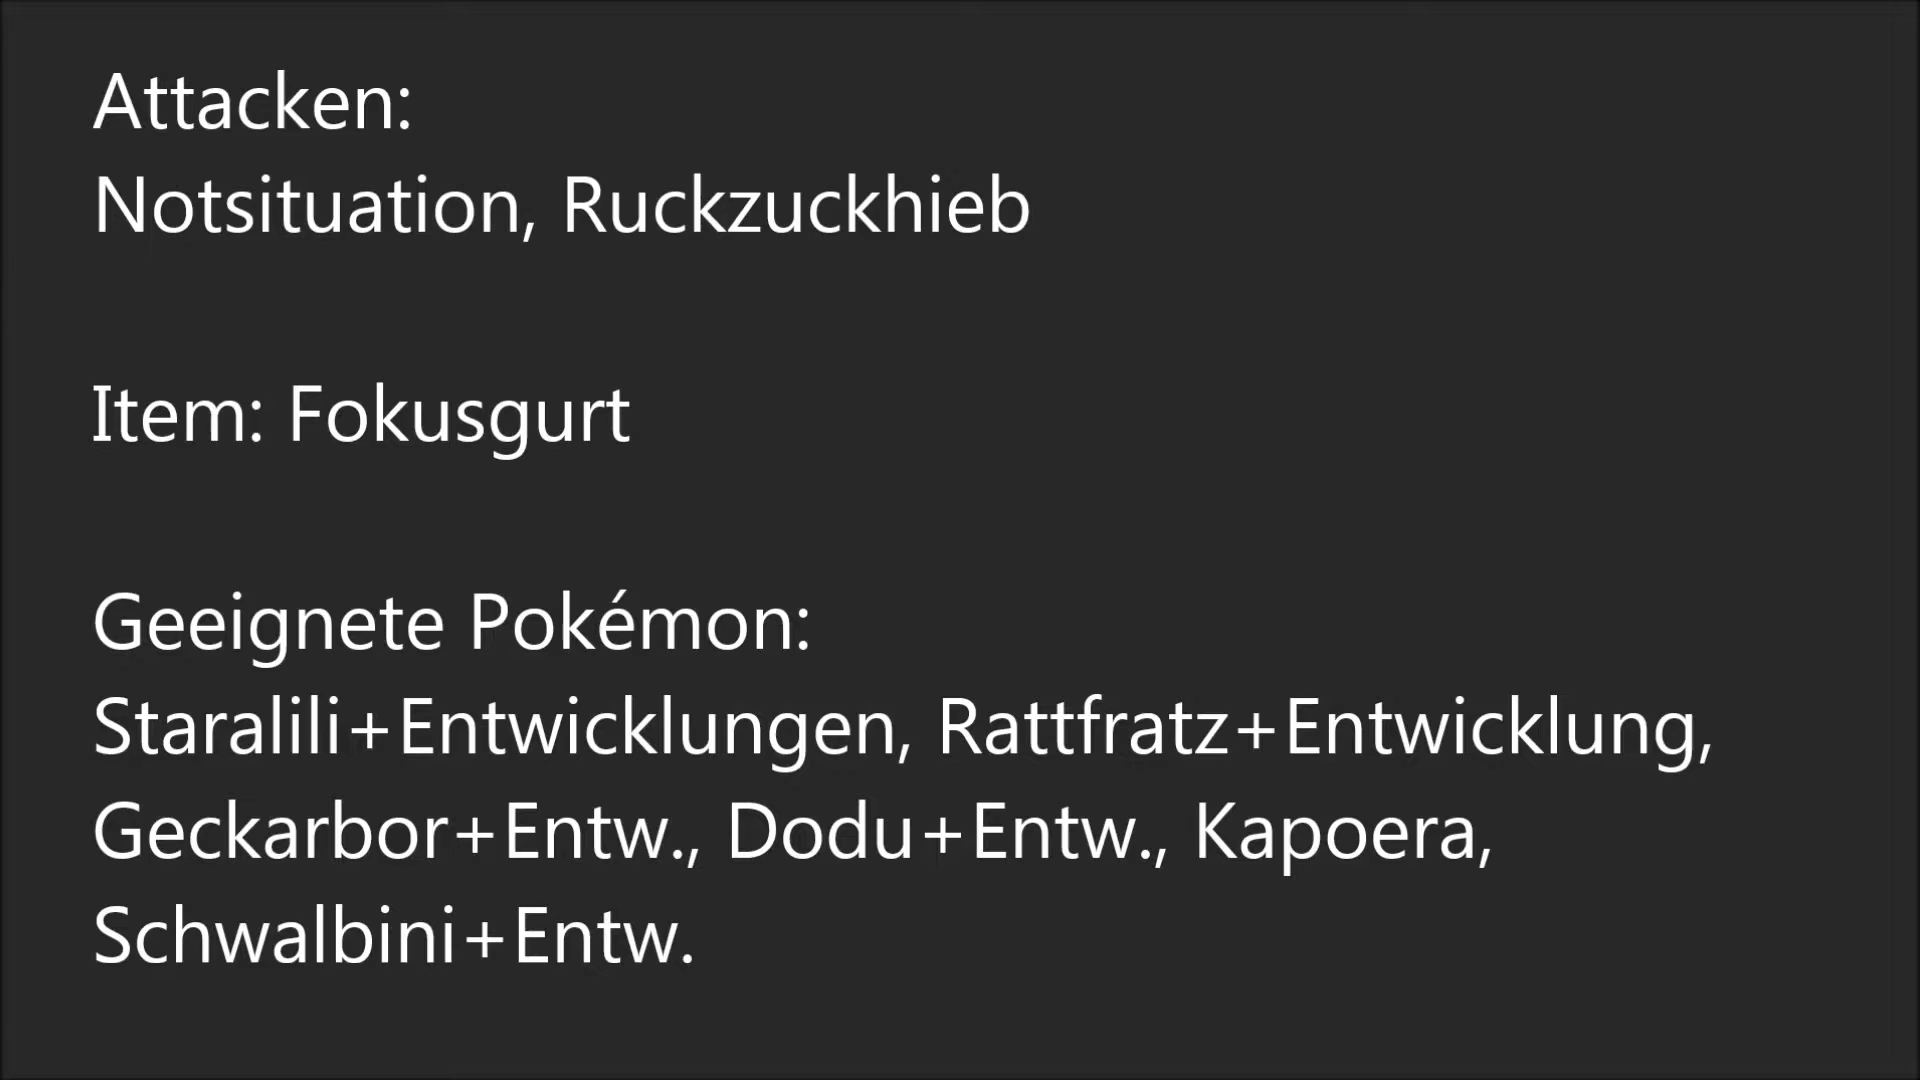 Attacken:
Notsituation, Ruckzuckhieb
Item: Fokusgurt
Geeignete Pokémon:
Staralili+Entwicklungen, Rattfratz+Entwicklung,
Geckarbor+Entw., Dodu+Entw., Kapoera,
Schwalbini+Entw.